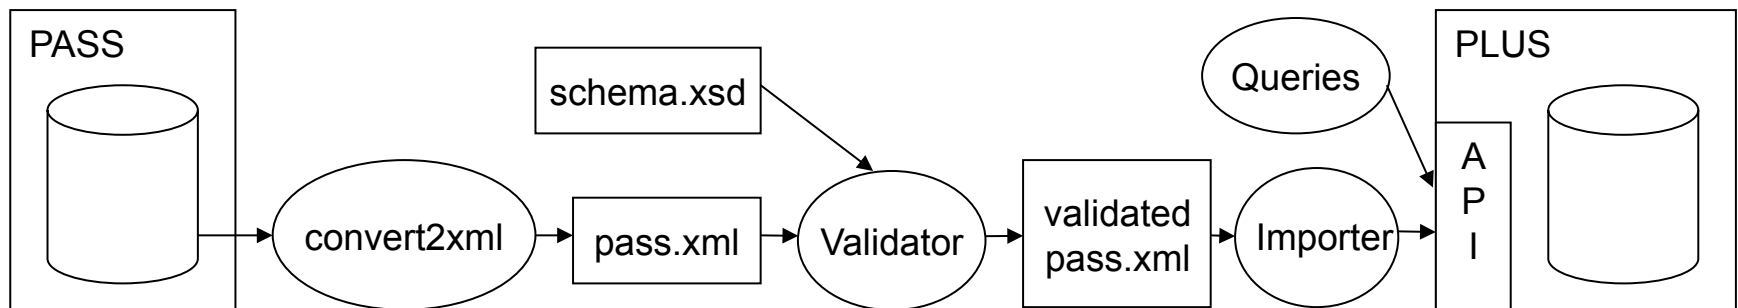 PASS
schema.xsd
Queries
PLUS
convert2xml
pass.xml
Validator
validated
pass.xml
Importer
A
P
I